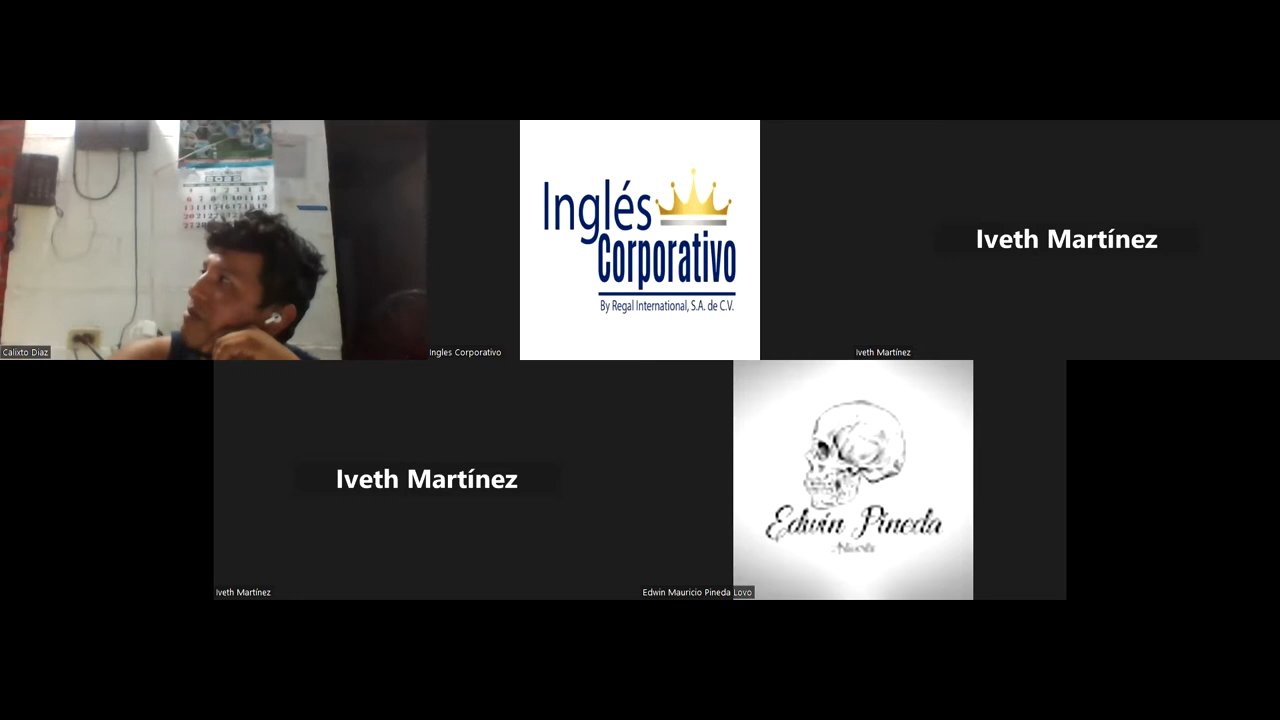 Calixto Diaz
Inglés
Corporativo
By Regal International, S.A. de C.V.
Ingles Corporativo
Iveth Martínez
Iveth Martínez
Iveth Martínez
Iveth Martínez
Edwin Pineda
Edwin Mauricio Pineda Lovo